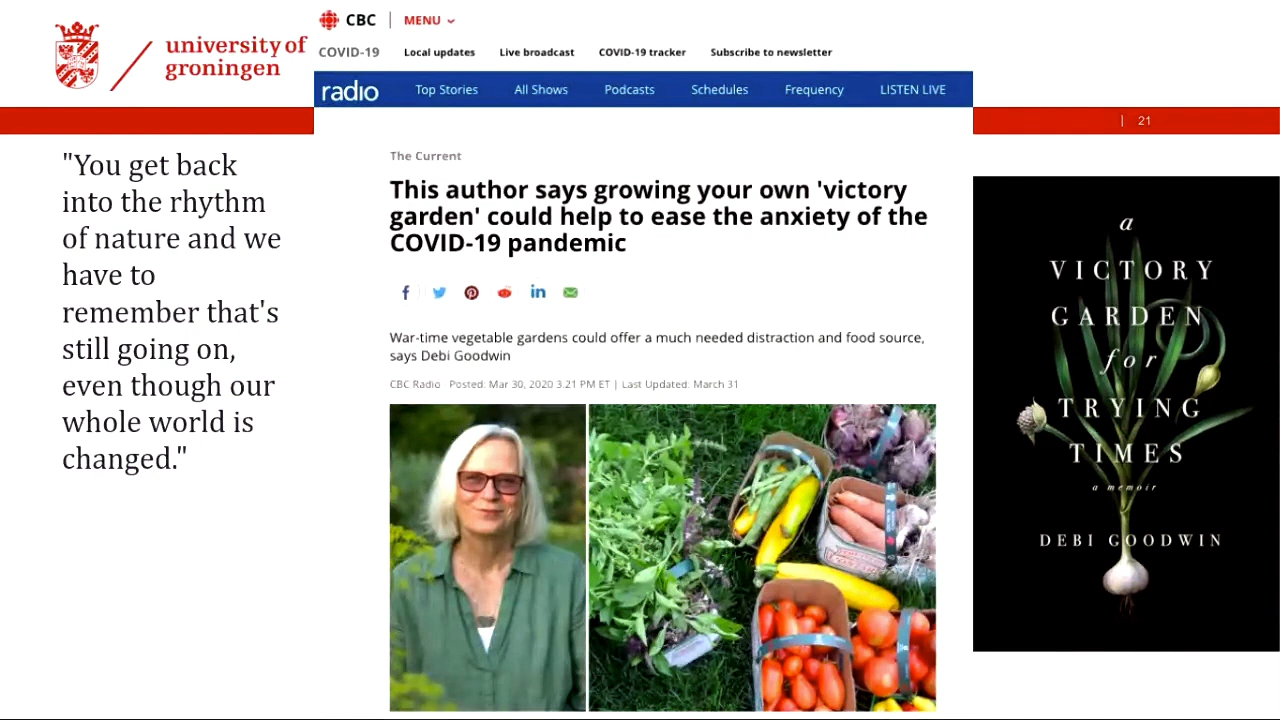 university of
groningen
CBC | MENU
COVID-19 Local updates Live broadcast COVID-19 tracker Subscribe to newsletter
radio Top Stories All Shows Podcasts Schedules Frequency LISTEN LIVE
| 21
"You get back
into the rhythm
of nature and we
have to
remember that's
still going on,
even though our
whole world is
changed."
The Current
This author says growing your own 'victory
garden' could help to ease the anxiety of the
COVID-19 pandemic
War-time vegetable gardens could offer a much needed distraction and food source,
says Debi Goodwin
CBC Radio Posted: Mar 30, 2020 3:21 PM ET | Last Updated: March 31
a
VICTORY
GARDEN
for
TRYING
TIMES
a memoir
DEBI GOODWIN